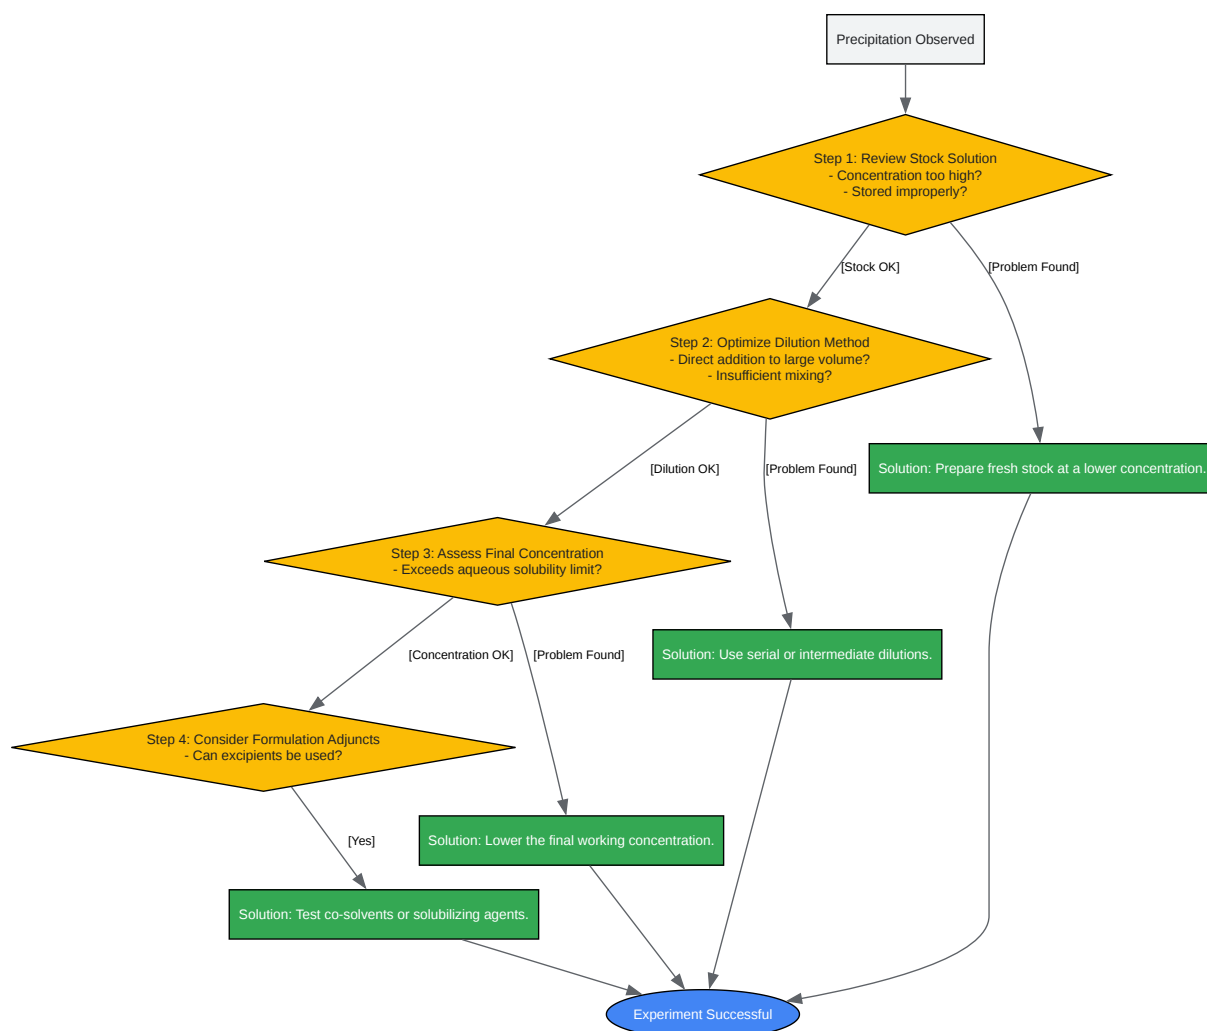 Precipitation Observed
Step 1: Review Stock Solution
- Concentration too high?
- Stored improperly?
[Stock OK]
[Problem Found]
Step 2: Optimize Dilution Method
- Direct addition to large volume?
- Insufficient mixing?
[Dilution OK]
[Problem Found]
Solution: Prepare fresh stock at a lower concentration.
Step 3: Assess Final Concentration
- Exceeds aqueous solubility limit?
[Concentration OK]
[Problem Found]
Solution: Use serial or intermediate dilutions.
Step 4: Consider Formulation Adjuncts
- Can excipients be used?
[Yes]
Solution: Lower the final working concentration.
Solution: Test co-solvents or solubilizing agents.
Experiment Successful